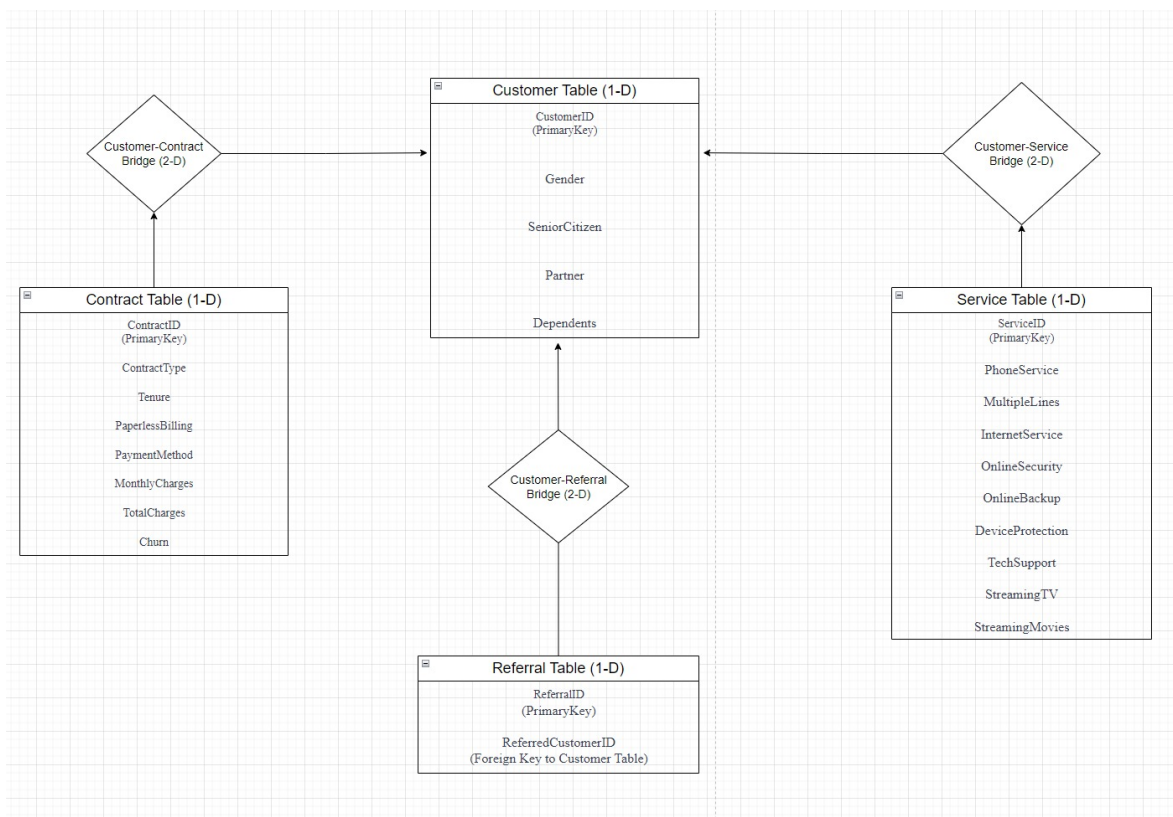 Customer Table (1-D)
CustomerID
(PrimaryKey)
Gender
SeniorCitizen
Partner
Dependents
Customer-Contract
Bridge (2-D)
Customer-Service
Bridge (2-D)
Contract Table (1-D)
ContractID
(PrimaryKey)
ContractType
Tenure
PaperlessBilling
PaymentMethod
MonthlyCharges
TotalCharges
Churn
Service Table (1-D)
ServiceID
(PrimaryKey)
PhoneService
MultipleLines
InternetService
OnlineSecurity
OnlineBackup
DeviceProtection
TechSupport
StreamingTV
StreamingMovies
Customer-Referral
Bridge (2-D)
Referral Table (1-D)
ReferralID
(PrimaryKey)
ReferredCustomerID
(Foreign Key to Customer Table)